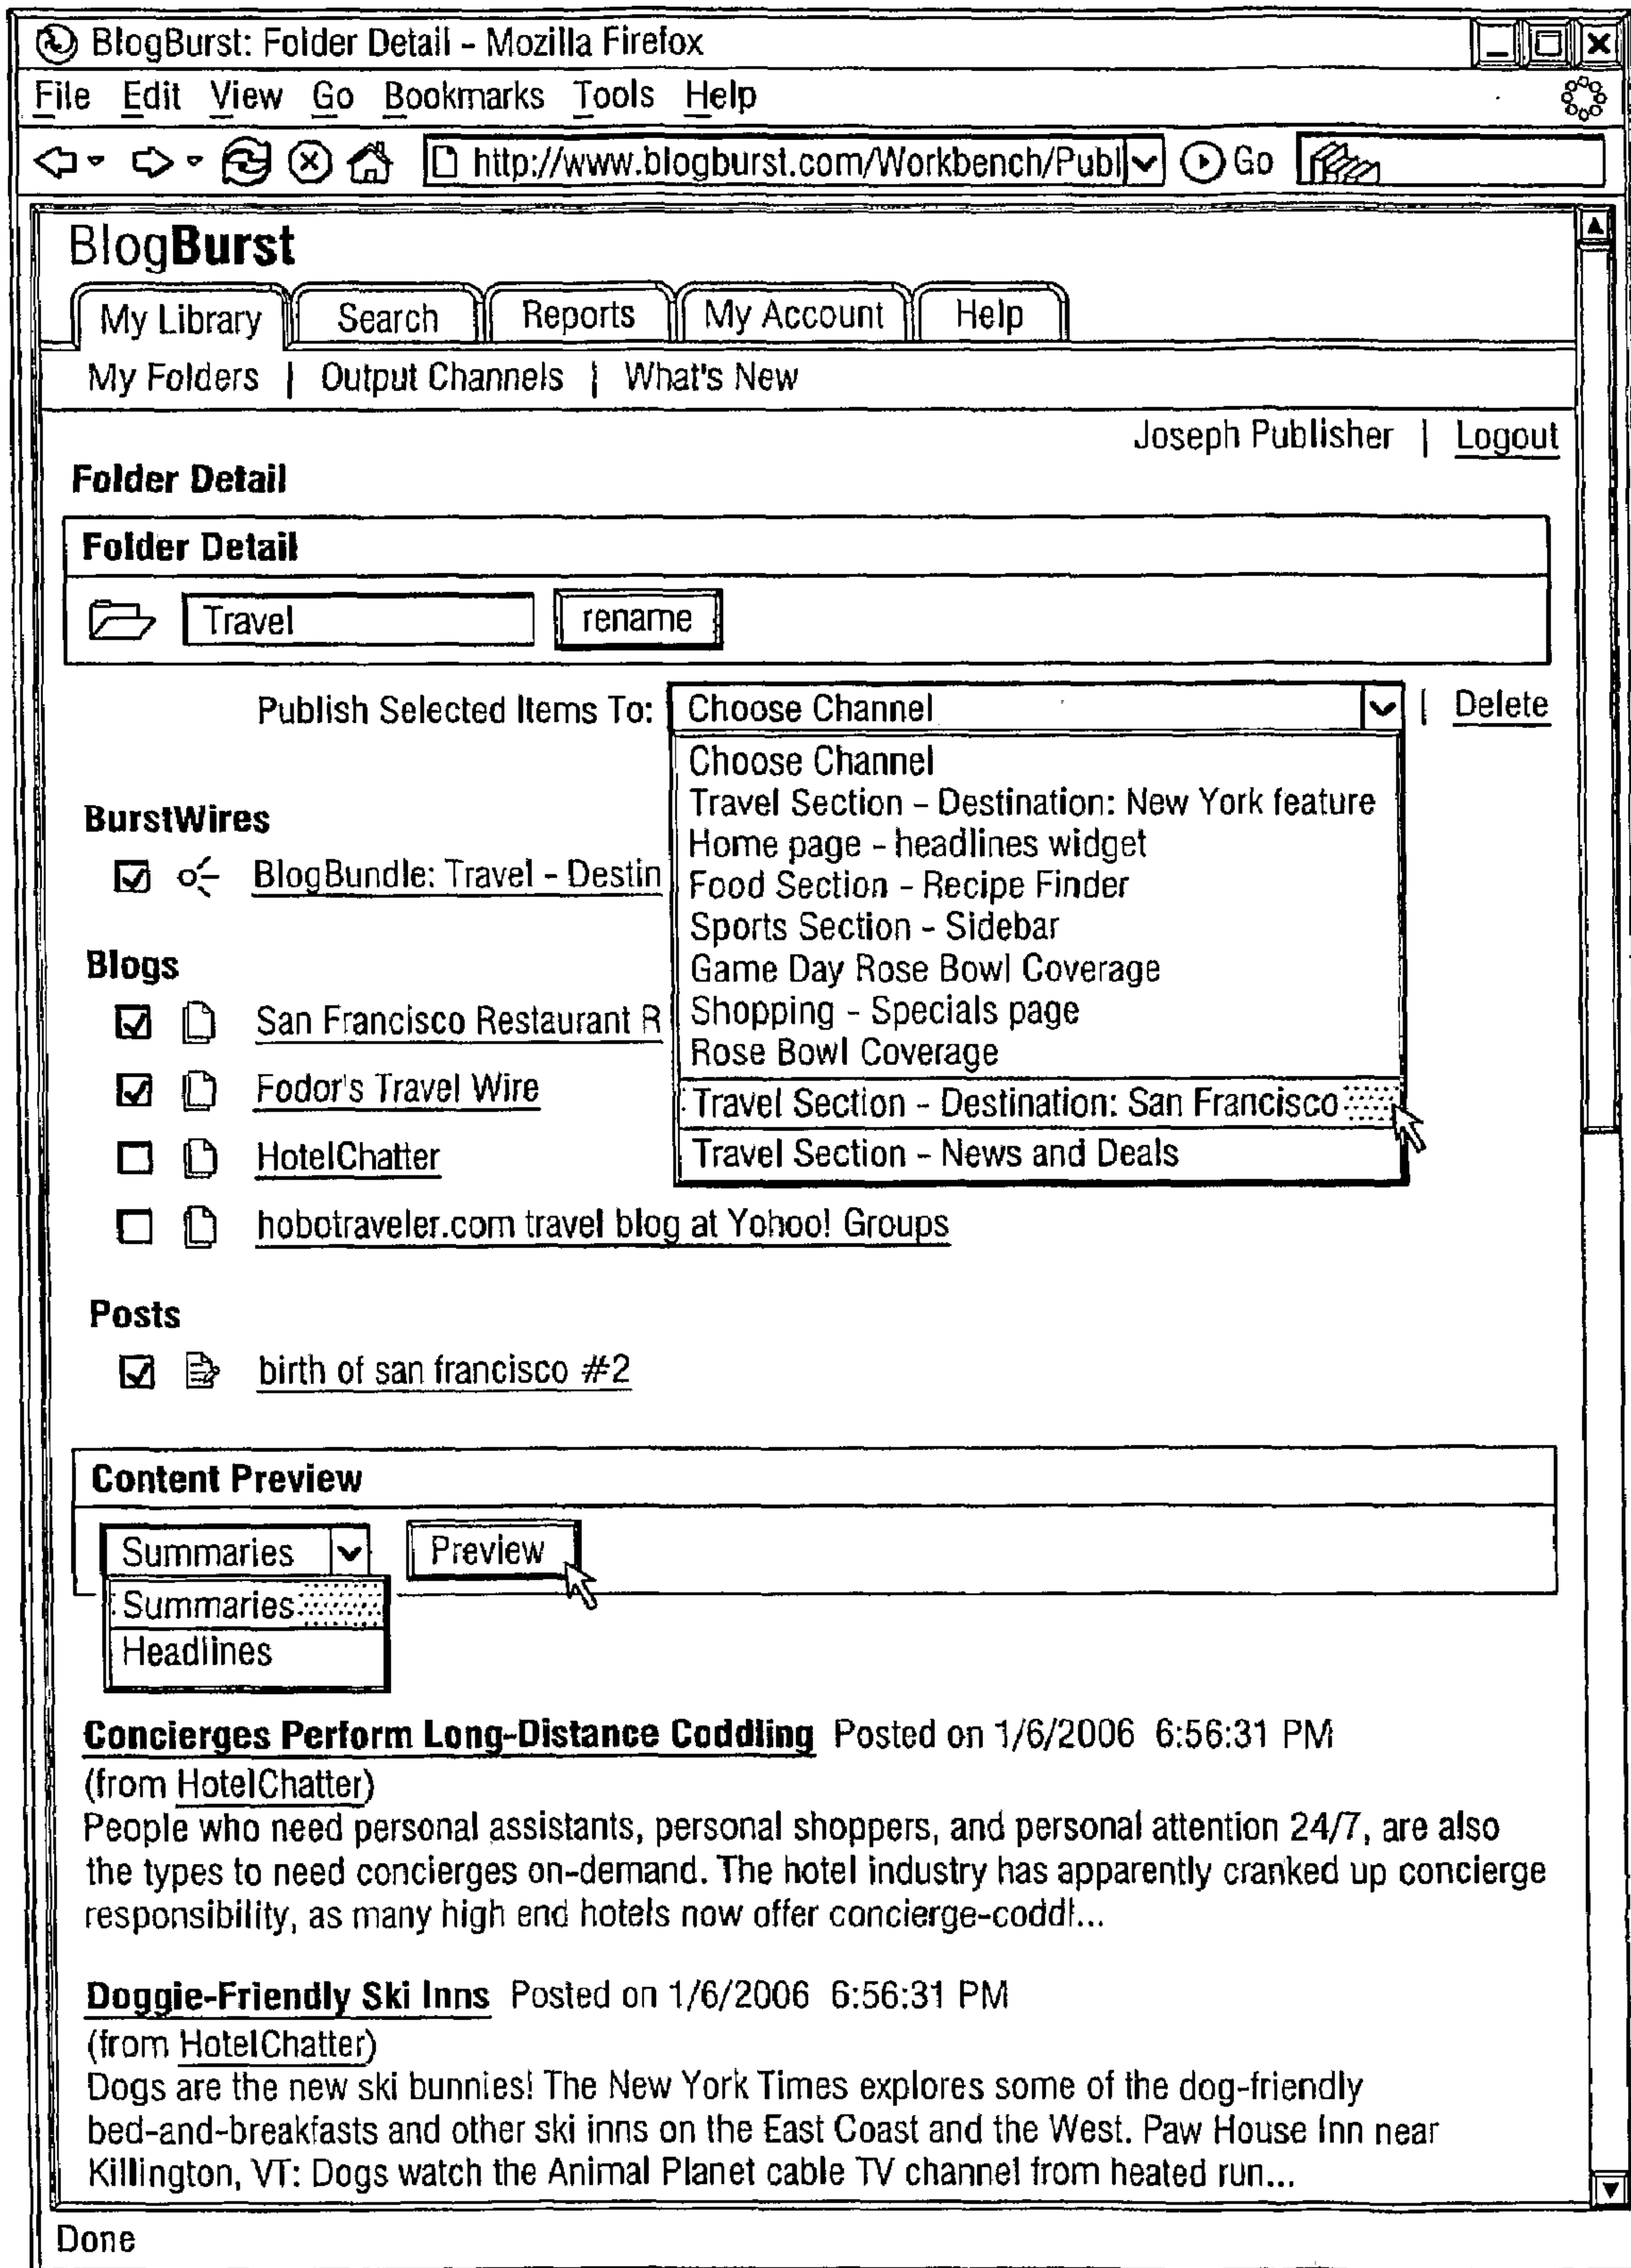 BlogBurst: Folder Detail - Mozilla Firefox
File Edit View Go Bookmarks Tools Help
http://www.blogburst.com/Workbench/Publ Go
BlogBurst
My Library Search Reports My Account Help
My Folders | Output Channels | What's New
Joseph Publisher | Logout
Folder Detail
Folder Detail
Travel rename
Publish Selected Items To: Choose Channel | Delete
Choose Channel
Travel Section - Destination: New York feature
Home page - headlines widget
Food Section - Recipe Finder
Sports Section - Sidebar
Game Day Rose Bowl Coverage
Shopping - Specials page
Rose Bowl Coverage
Travel Section - Destination: San Francisco
Travel Section - News and Deals
BurstWires
BlogBundle: Travel - Destin
Blogs
San Francisco Restaurant R
Fodor's Travel Wire
HotelChatter
hobotraveler.com travel blog at Yohoo! Groups
Posts
birth of san francisco #2
Content Preview
Summaries Preview
Summaries
Headlines
Concierges Perform Long-Distance Coddling Posted on 1/6/2006 6:56:31 PM
(from HotelChatter)
People who need personal assistants, personal shoppers, and personal attention 24/7, are also
the types to need concierges on-demand. The hotel industry has apparently cranked up concierge
responsibility, as many high end hotels now offer concierge-coddl...
Doggie-Friendly Ski Inns Posted on 1/6/2006 6:56:31 PM
(from HotelChatter)
Dogs are the new ski bunnies! The New York Times explores some of the dog-friendly
bed-and-breakfasts and other ski inns on the East Coast and the West. Paw House Inn near
Killington, VT: Dogs watch the Animal Planet cable TV channel from heated run...
Done